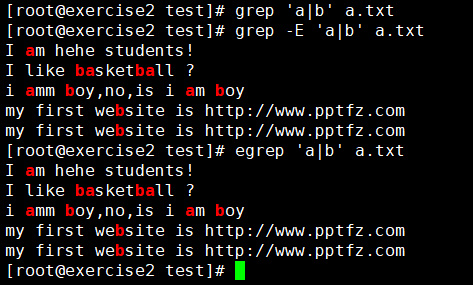 [root@exercise2 test]# grep 'a|b' a.txt
[root@exercise2 test]# grep -E 'a|b' a.txt
I am hehe students!
I like basketball ?
i amm boy,no,is i am boy
my first website is http://www.pptfz.com
my first website is http://www.pptfz.com
[root@exercise2 test]# egrep 'a|b' a.txt
I am hehe students!
I like basketball ?
i amm boy,no,is i am boy
my first website is http://www.pptfz.com
my first website is http://www.pptfz.com
[root@exercise2 test]#